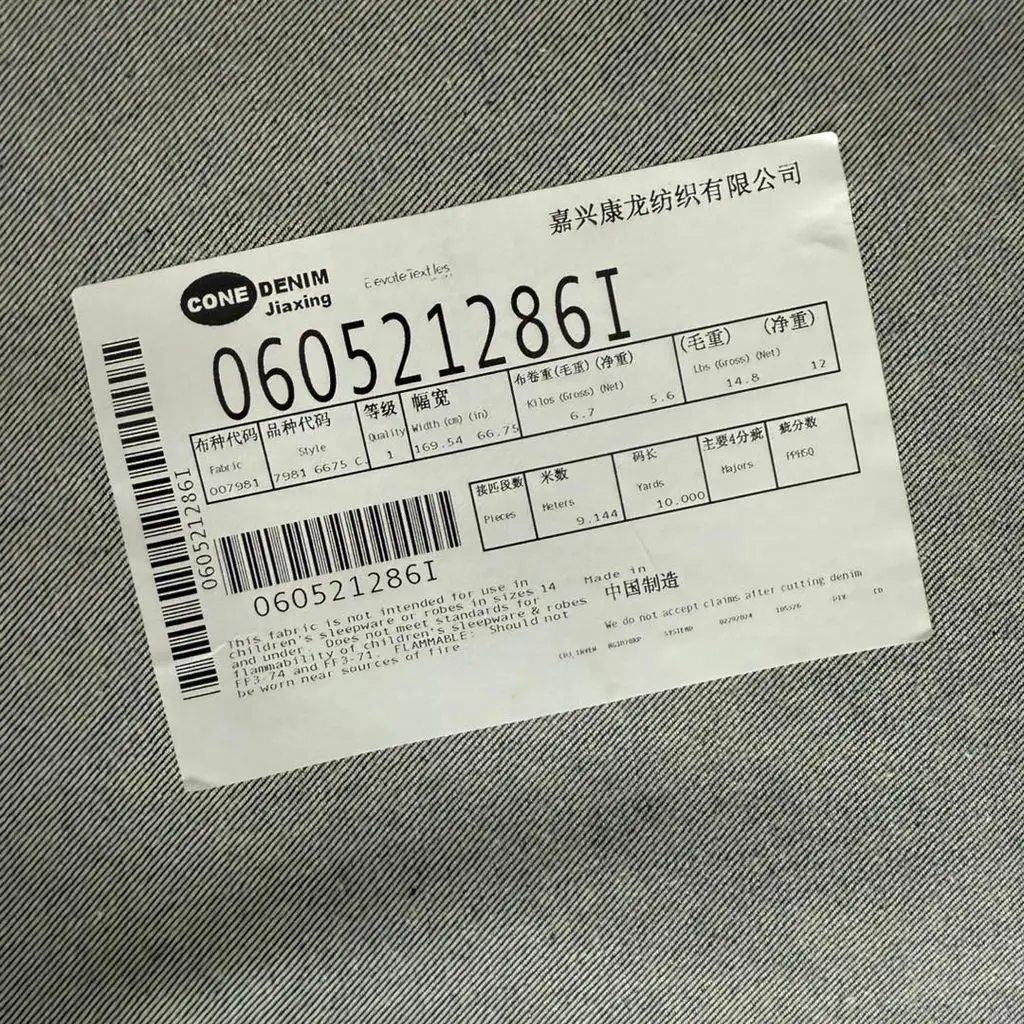 嘉兴康龙纺织有限公司
CONE DENIM
Jiaxing
ElevateTextiles
060521286I
布种代码 品种代码 等级 幅宽 布卷重(毛重) (净重) (毛重) (净重)
Fabric Style Quality Width (cm) (in) Kilos (Gross) (Net) Lbs (Gross) (Net)
007981 7981 6675 C 1 169.54 66.75 6.7 5.6 14.8 12
接匹段数 米数 码长 主要4分疵 疵分数
Pieces Meters Yards Majors PPHSQ
9.144 10.000
060521286I
060521286I
This fabric is not intended for use in
children's sleepware or robes in sizes 14
and under. Does not meet standards for
flammability of children's sleepware & robes
FF3-74 and FF3-71. FLAMMABLE: Should not
be worn near sources of fire
Made in
中国制造
We do not accept claims after cutting denim
02292024 105326